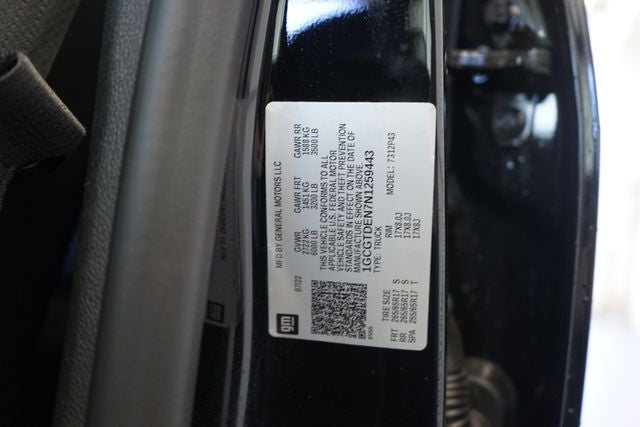 MFD BY GENERAL MOTORS LLC
07/22
GVWR GAWR FRT GAWR RR
2722 KG 1451 KG 1588 KG
6000 LB 3200 LB 3500 LB
THIS VEHICLE CONFORMS TO ALL
APPLICABLE U.S. FEDERAL MOTOR
VEHICLE SAFETY AND THEFT PREVENTION
STANDARDS IN EFFECT ON THE DATE OF
MANUFACTURE SHOWN ABOVE.
1GCGTDEN7N1259443
TYPE: TRUCK MODEL: 7312P43
gm
TIRE SIZE RIM
FRT 265/65R17 S 17X8.0J
RR 265/65R17 S 17X8.0J
SPA 255/65R17 T 17X8J